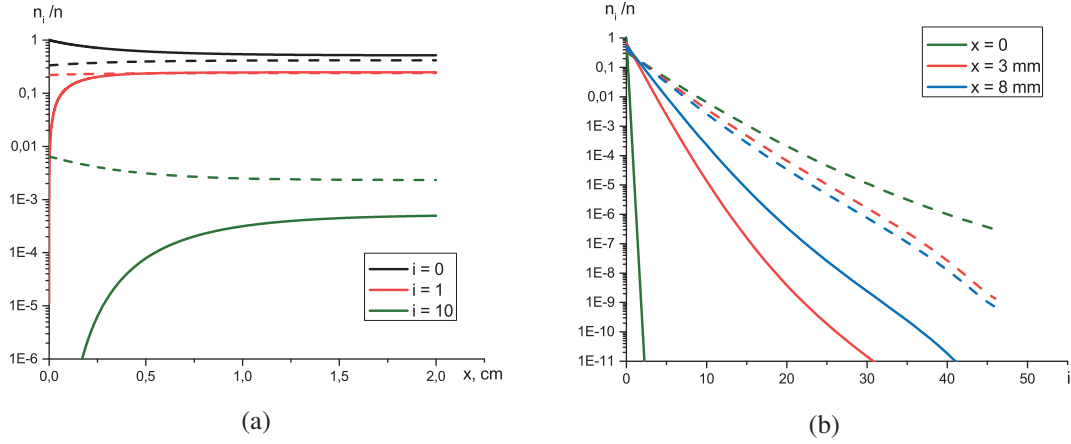 n_i /n
1
0,1
0,01
1E-3
1E-4
1E-5
1E-6
0,0
0,5
1,0
1,5
2,0
x, cm
i = 0
i = 1
i = 10
(a)
n_i /n
1
0,1
0,01
1E-3
1E-4
1E-5
1E-6
1E-7
1E-8
1E-9
1E-10
1E-11
0
10
20
30
40
50
i
x = 0
x = 3 mm
x = 8 mm
(b)